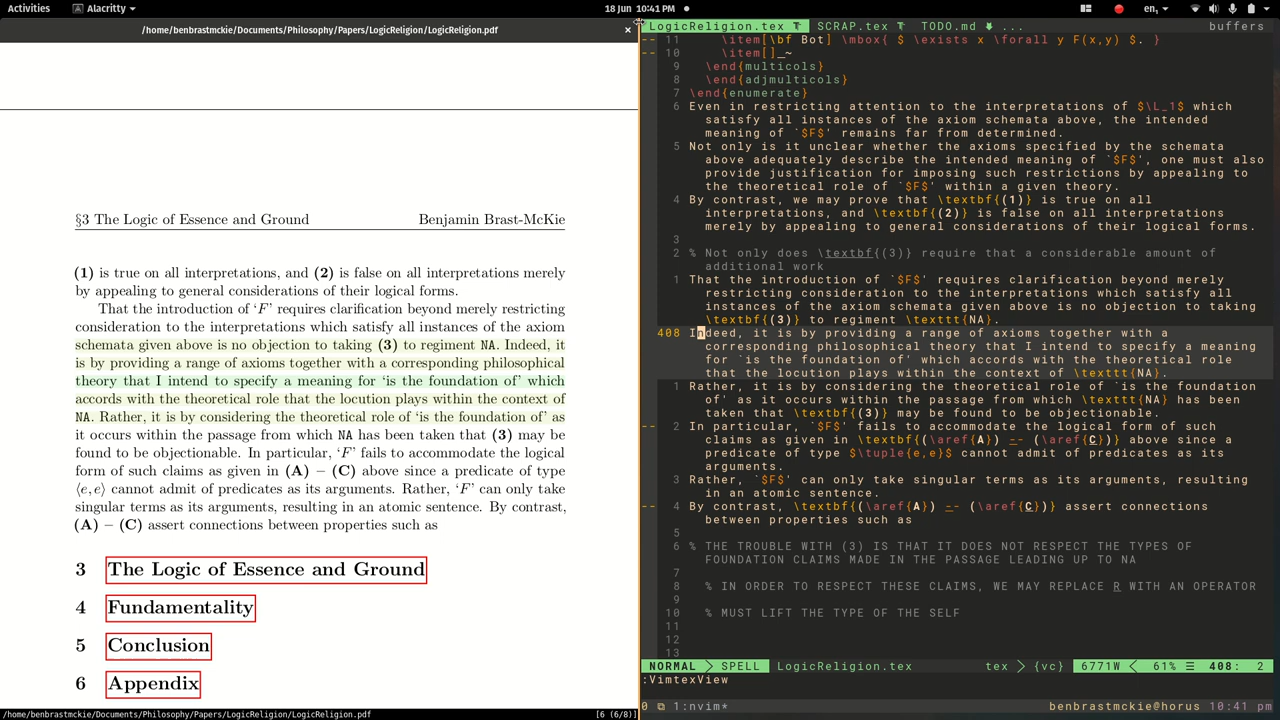 Activities Alacritty 18 Jun 10:41 PM en1
/home/benbrastmckie/Documents/Philosophy/Papers/LogicReligion/LogicReligion.pdf ×
§3 The Logic of Essence and Ground Benjamin Brast-McKie
(1) is true on all interpretations, and (2) is false on all interpretations merely
by appealing to general considerations of their logical forms.
That the introduction of ‘F’ requires clarification beyond merely restricting
consideration to the interpretations which satisfy all instances of the axiom
schemata given above is no objection to taking (3) to regiment NA. Indeed, it
is by providing a range of axioms together with a corresponding philosophical
theory that I intend to specify a meaning for ‘is the foundation of’ which
accords with the theoretical role that the locution plays within the context of
NA. Rather, it is by considering the theoretical role of ‘is the foundation of’ as
it occurs within the passage from which NA has been taken that (3) may be
found to be objectionable. In particular, ‘F’ fails to accommodate the logical
form of such claims as given in (A) – (C) above since a predicate of type
⟨e, e⟩ cannot admit of predicates as its arguments. Rather, ‘F’ can only take
singular terms as its arguments, resulting in an atomic sentence. By contrast,
(A) – (C) assert connections between properties such as
3 The Logic of Essence and Ground
4 Fundamentality
5 Conclusion
6 Appendix
/home/benbrastmckie/Documents/Philosophy/Papers/LogicReligion/LogicReligion.pdf [6 (6/8)]
LogicReligion.tex SCRAP.tex TODO.md ... buffers
-- 11 \item[\bf Bot] \mbox{ $ \exists x \forall y F(x,y) $. }
-- 10 \item[]_~
9 \end{multicols}
8 \end{adjmulticols}
7 \end{enumerate}
6 Even in restricting attention to the interpretations of $\L_1$ which
satisfy all instances of the axiom schemata above, the intended
meaning of `$F$' remains far from determined.
5 Not only is it unclear whether the axioms specified by the schemata
above adequately describe the intended meaning of `$F$', one must also
provide justification for imposing such restrictions by appealing to
the theoretical role of `$F$' within a given theory.
4 By contrast, we may prove that \textbf{(1)} is true on all
interpretations, and \textbf{(2)} is false on all interpretations
merely by appealing to general considerations of their logical forms.
3
2 % Not only does \textbf{(3)} require that a considerable amount of
additional work
1 That the introduction of `$F$' requires clarification beyond merely
restricting consideration to the interpretations which satisfy all
instances of the axiom schemata given above is no objection to taking
\textbf{(3)} to regiment \texttt{NA}.
408 Indeed, it is by providing a range of axioms together with a
corresponding philosophical theory that I intend to specify a meaning
for `is the foundation of' which accords with the theoretical role
that the locution plays within the context of \texttt{NA}.
1 Rather, it is by considering the theoretical role of `is the foundation
of' as it occurs within the passage from which \texttt{NA} has been
taken that \textbf{(3)} may be found to be objectionable.
-- 2 In particular, `$F$' fails to accommodate the logical form of such
claims as given in \textbf{(\aref{A}) -- (\aref{C})} above since a
predicate of type $\tuple{e,e}$ cannot admit of predicates as its
arguments.
3 Rather, `$F$' can only take singular terms as its arguments, resulting
in an atomic sentence.
-- 4 By contrast, \textbf{(\aref{A}) -- (\aref{C})} assert connections
between properties such as
5
6 % THE TROUBLE WITH (3) IS THAT IT DOES NOT RESPECT THE TYPES OF
FOUNDATION CLAIMS MADE IN THE PASSAGE LEADING UP TO NA
7
8 % IN ORDER TO RESPECT THESE CLAIMS, WE MAY REPLACE R WITH AN OPERATOR
9
10 % MUST LIFT THE TYPE OF THE SELF
11
12
13
NORMAL SPELL LogicReligion.tex tex {vc} 6771W 61% ☰ 408: 2
:VimtexView
0 1:nvim* benbrastmckie@horus 10:41 pm